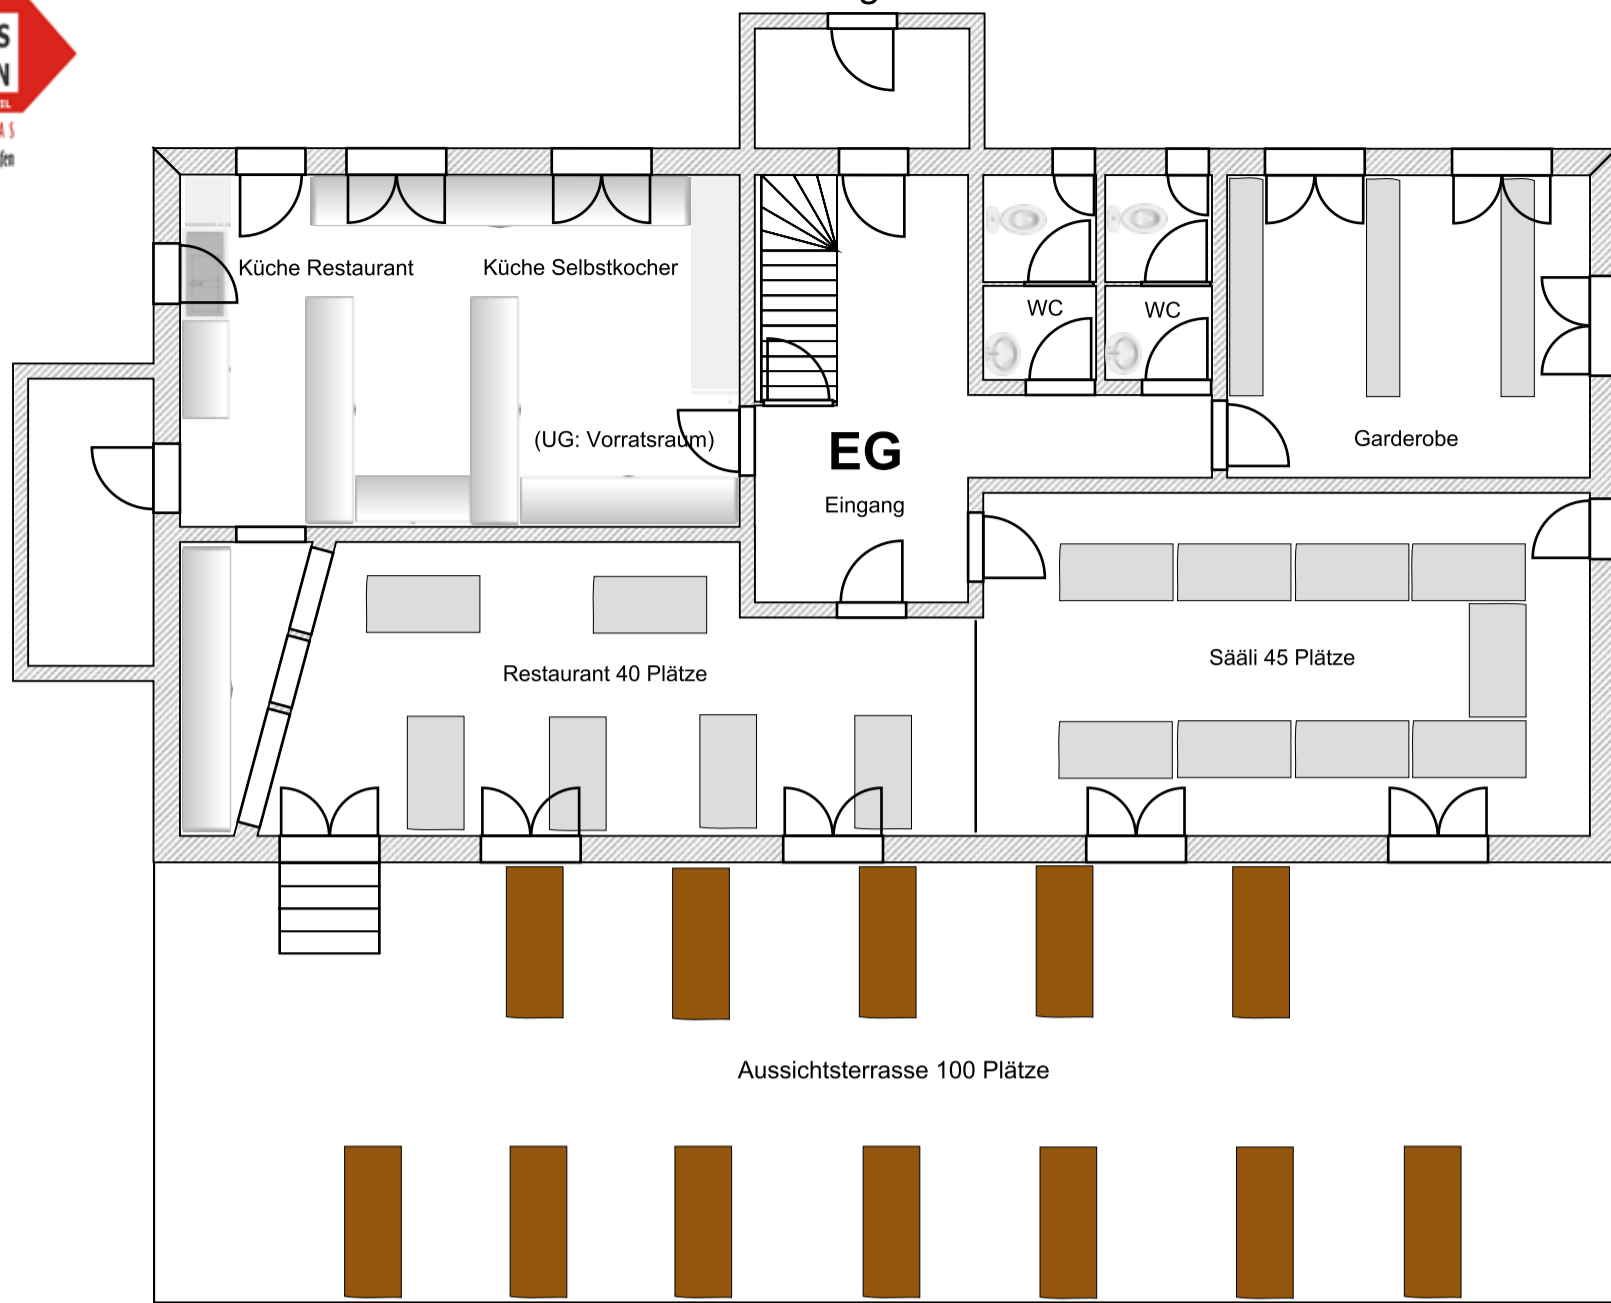 S
N
Küche Restaurant
Küche Selbstkocher
WC
WC
(UG: Vorratsraum)
EG
Garderobe
Eingang
Restaurant 40 Plätze
Sääli 45 Plätze
Aussichtsterrasse 100 Plätze